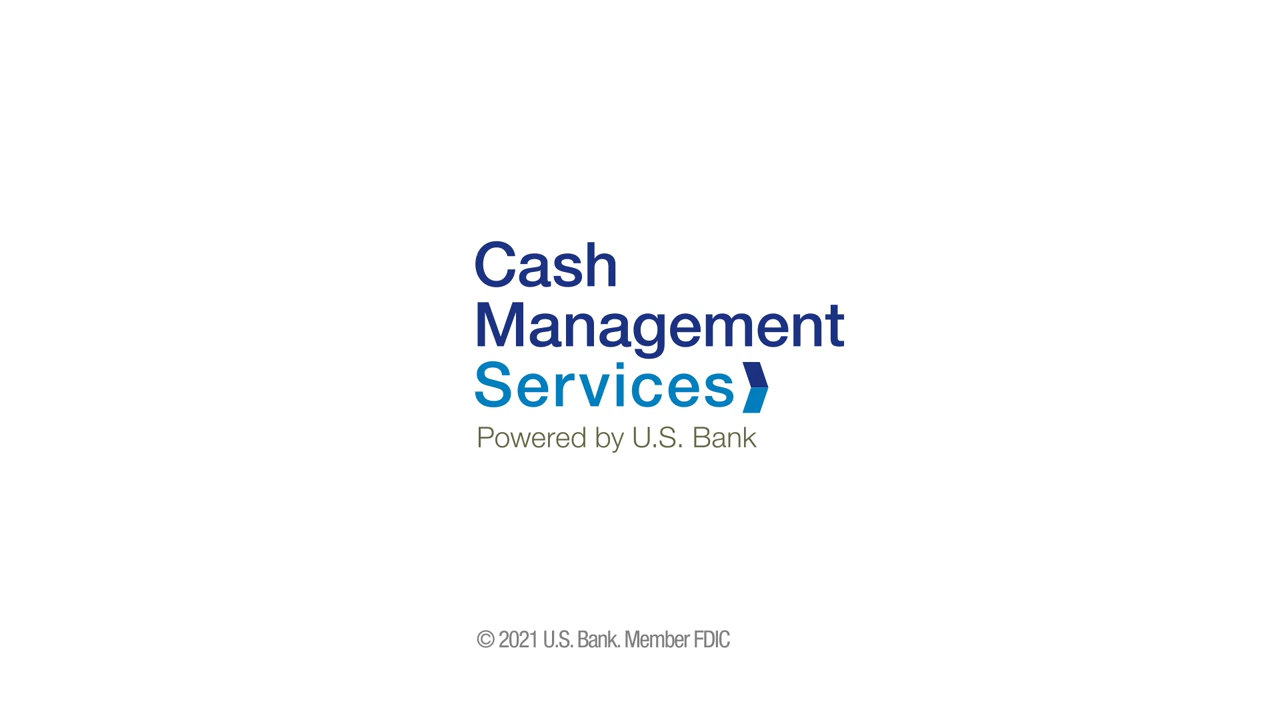 Cash
Management
Services
Powered by U.S. Bank
© 2021 U.S. Bank. Member FDIC